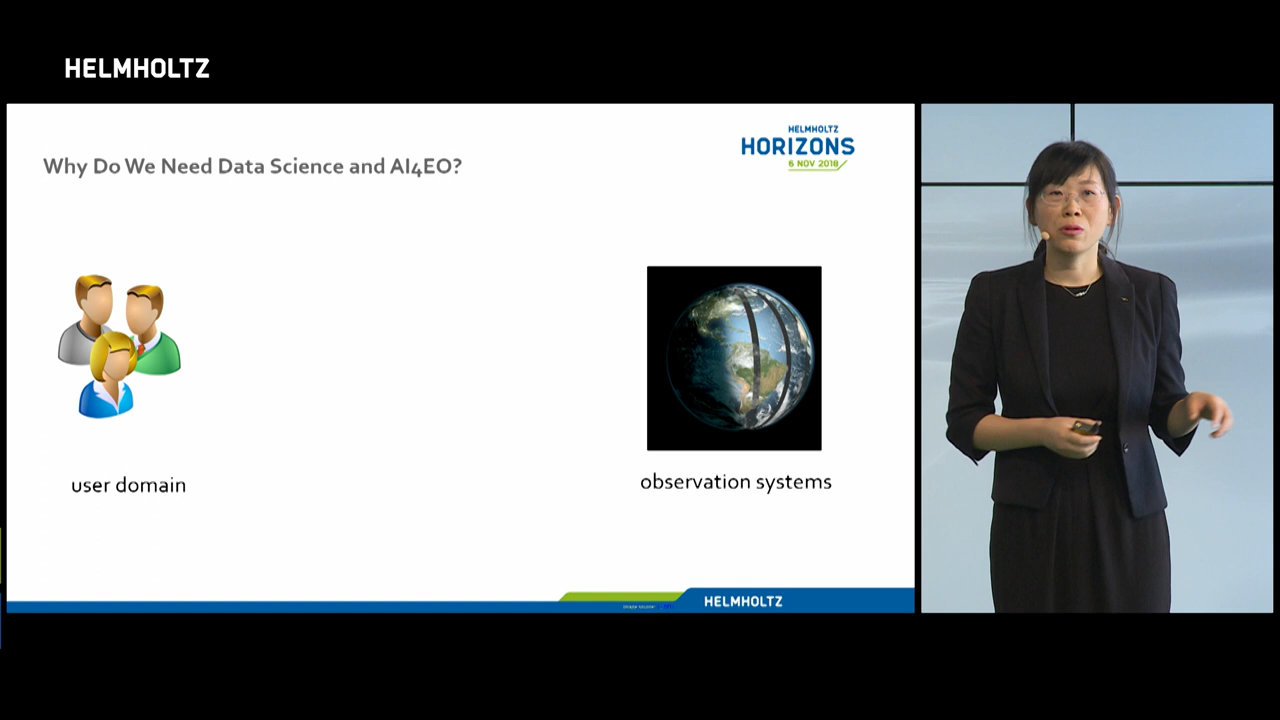 HELMHOLTZ
HELMHOLTZ
HORIZONS
6 NOV 2018
Why Do We Need Data Science and AI4EO?
user domain
observation systems
HELMHOLTZ